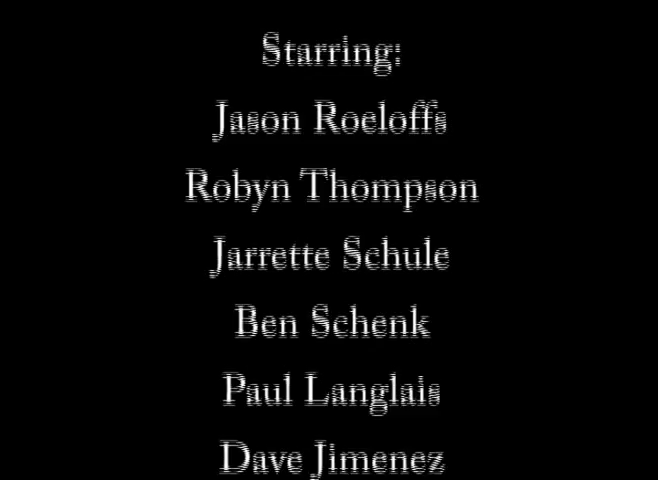 Starring:
Jason Roeloffs
Robyn Thompson
Jarrette Schule
Ben Schenk
Paul Langlais
Dave Jimenez